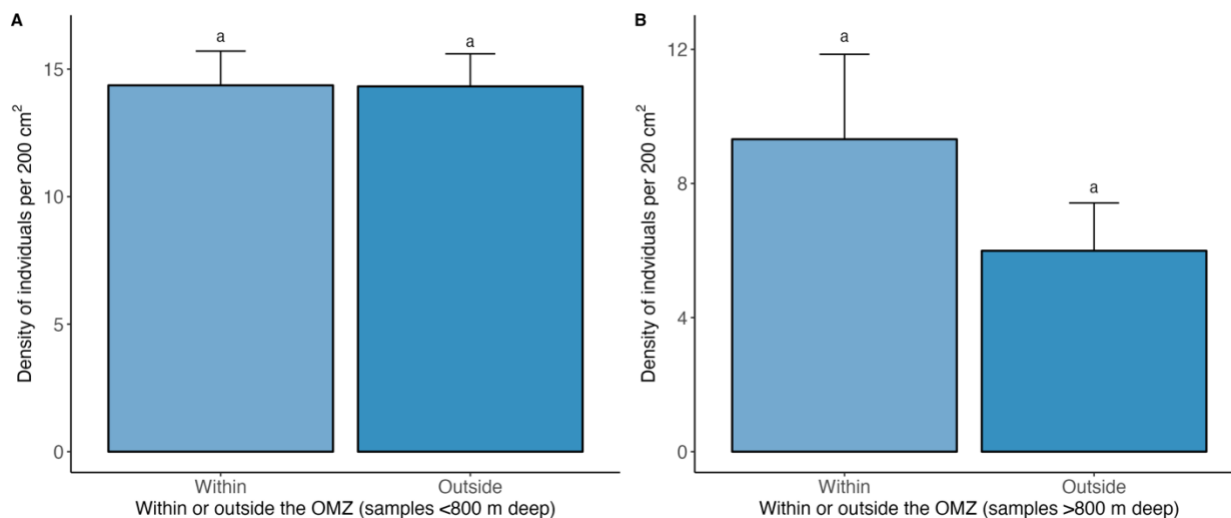 A
Density of indviduals per 200 cm²
15
10
5
0
a
a
Within
Outside
Within or outside the OMZ (samples <800 m deep)
B
Density of indviduals per 200 cm²
12
8
4
0
a
a
Within
Outside
Within or outside the OMZ (samples >800 m deep)